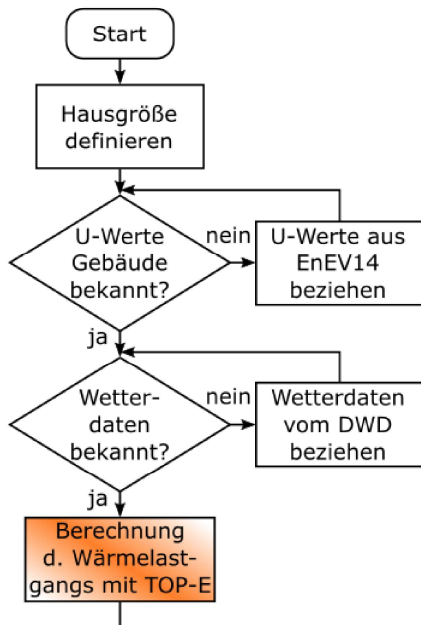 Start
Hausgröße
definieren
U-Werte
Gebäude
bekannt?
nein
U-Werte aus
EnEV14
beziehen
ja
Wetter-
daten
bekannt?
nein
Wetterdaten
vom DWD
beziehen
ja
Berechnung
d. Wärmelast-
gangs mit TOP-E